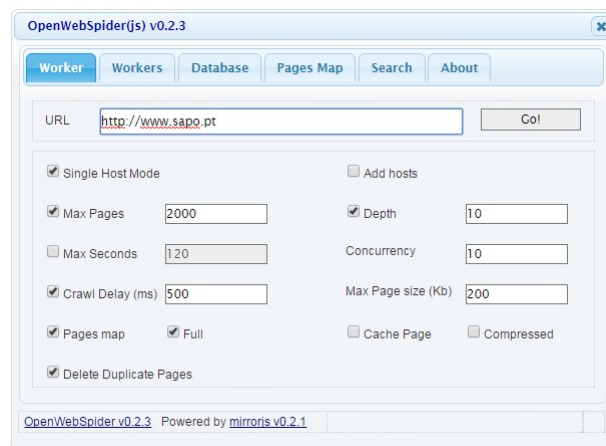 OpenWebSpider(js) v0.2.3
Worker Workers Database Pages Map Search About
URL http://www.sapo.pt Go!
Single Host Mode Add hosts
Max Pages 2000 Depth 10
Max Seconds 120 Concurrency 10
Crawl Delay (ms) 500 Max Page size (Kb) 200
Pages map Full Cache Page Compressed
Delete Duplicate Pages
OpenWebSpider v0.2.3 Powered by mirrorjs v0.2.1